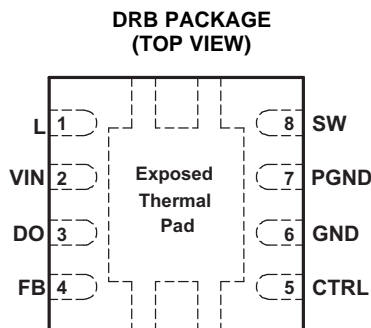 DRB PACKAGE
(TOP VIEW)
L 1
8 SW
VIN 2
Exposed
7 PGND
Thermal
DO 3
Pad
6 GND
FB 4
5 CTRL